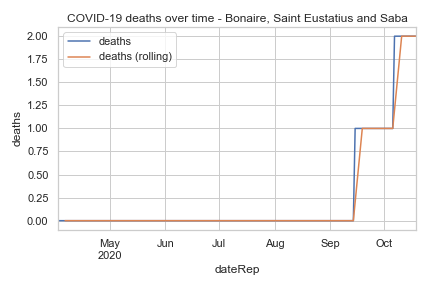 COVID-19 deaths over time - Bonaire, Saint Eustatius and Saba
deaths
deaths (rolling)
2.00
1.75
1.50
1.25
1.00
0.75
0.50
0.25
0.00
deaths
May
2020
Jun
Jul
Aug
Sep
Oct
dateRep